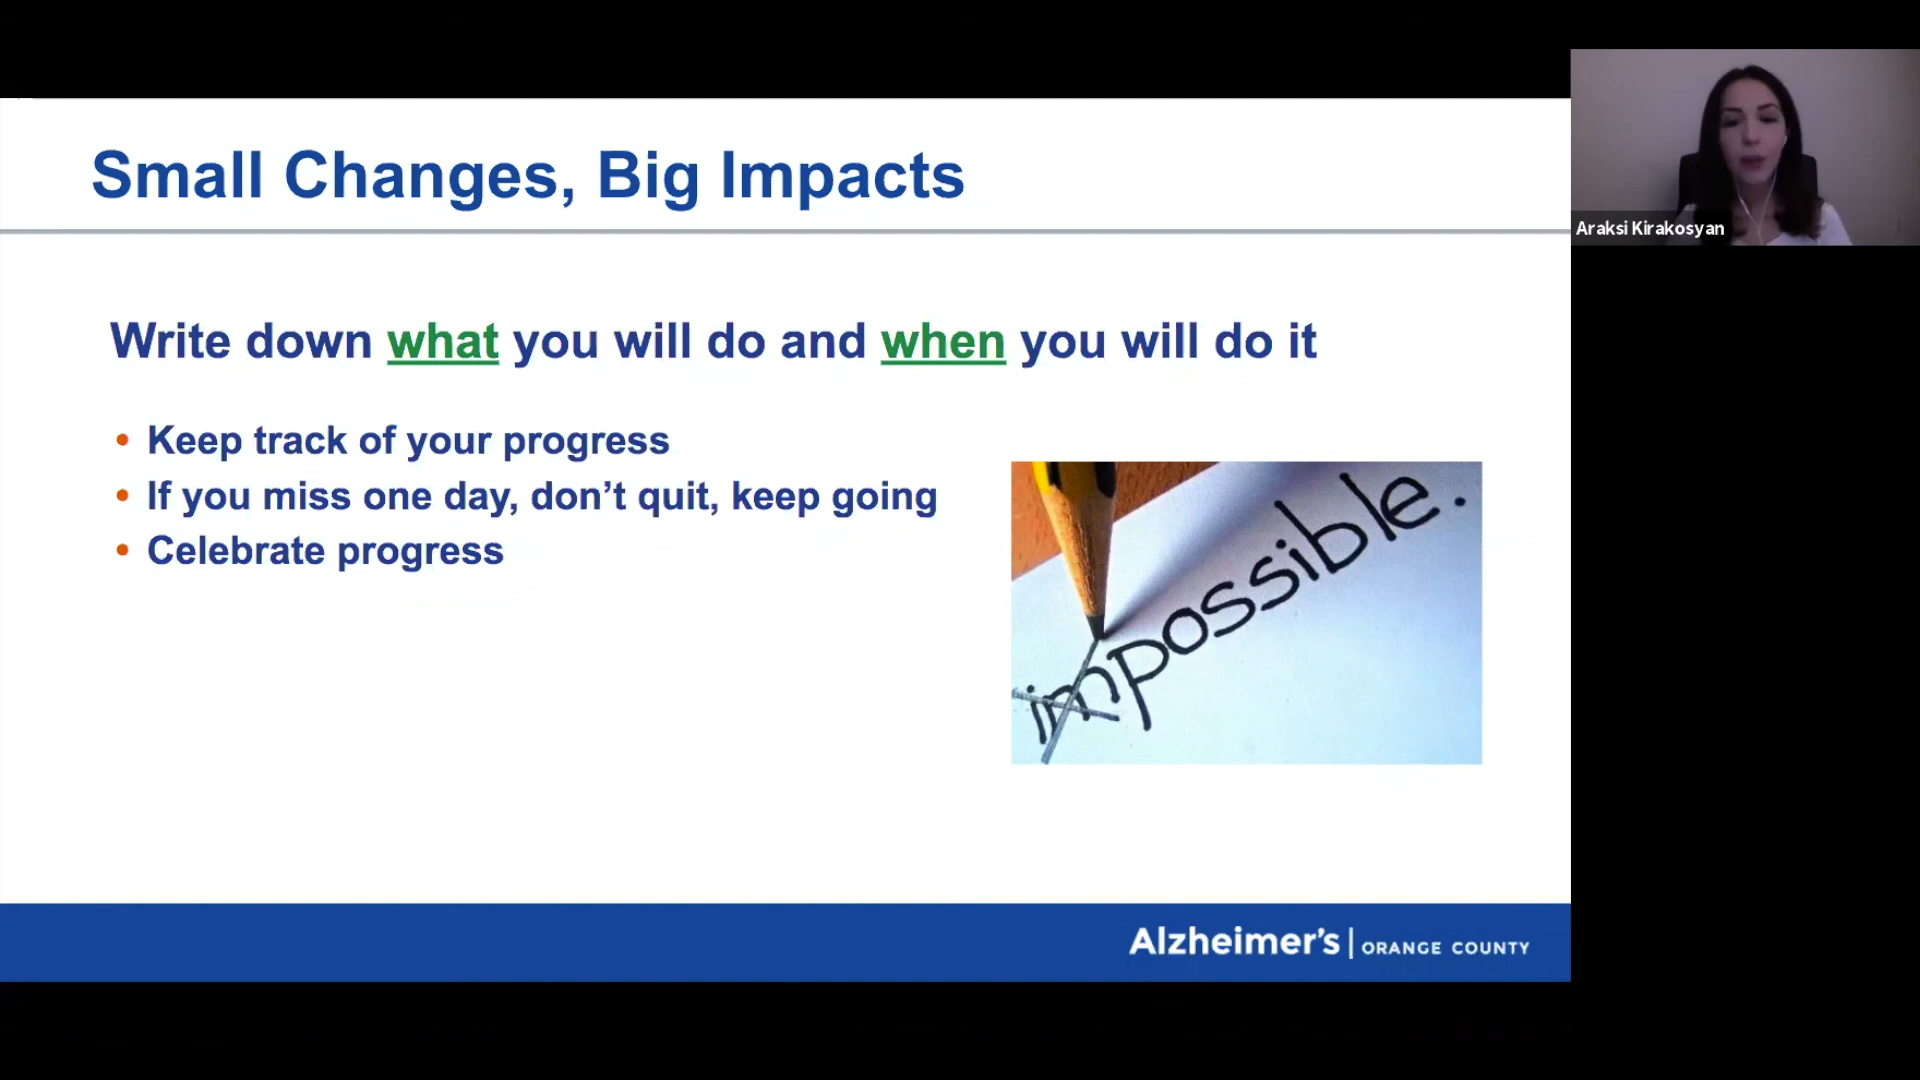 Small Changes, Big Impacts
Araksi Kirakosyan
Write down what you will do and when you will do it
• Keep track of your progress
• If you miss one day, don’t quit, keep going
• Celebrate progress
impossible.
Alzheimer’s | ORANGE COUNTY